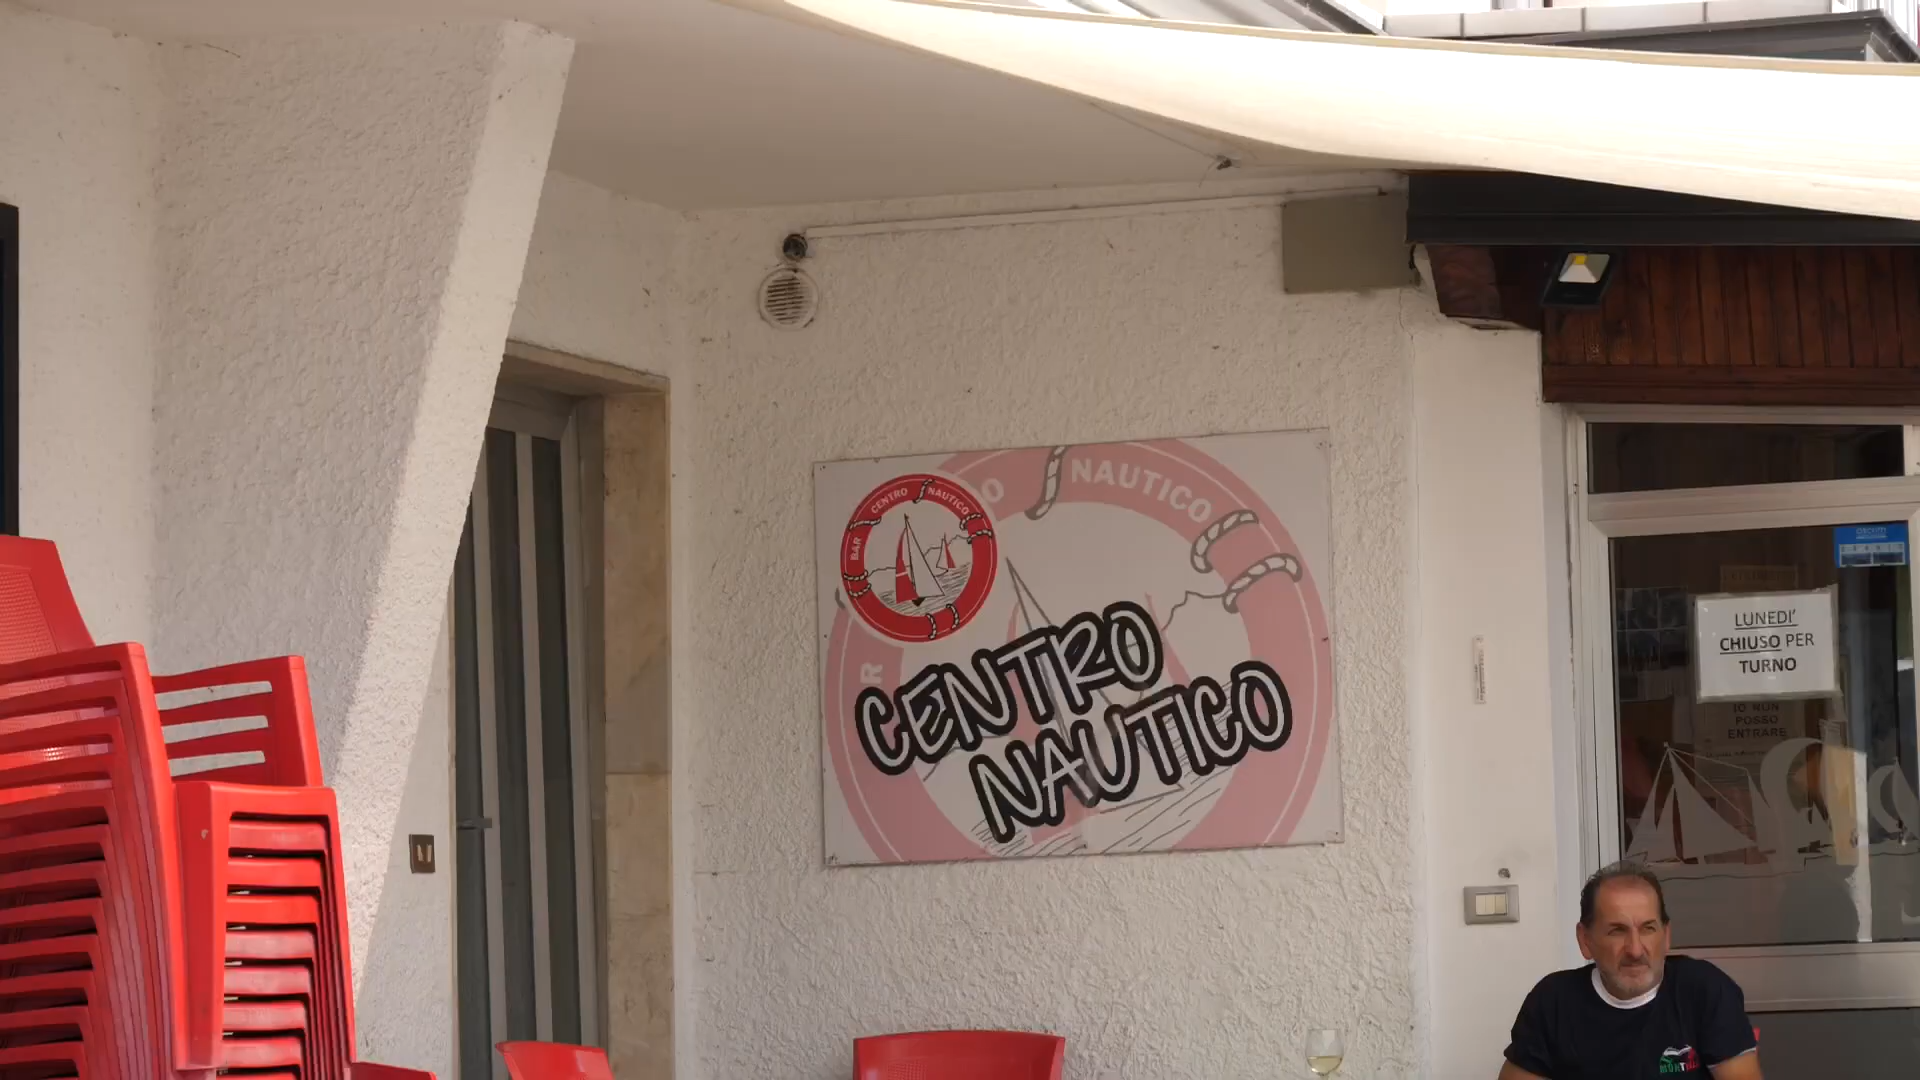 BAR CENTRO NAUTICO
NAUTICO
CENTRO
NAUTICO
LUNEDI'
CHIUSO PER
TURNO
IO NON
POSSO
ENTRARE